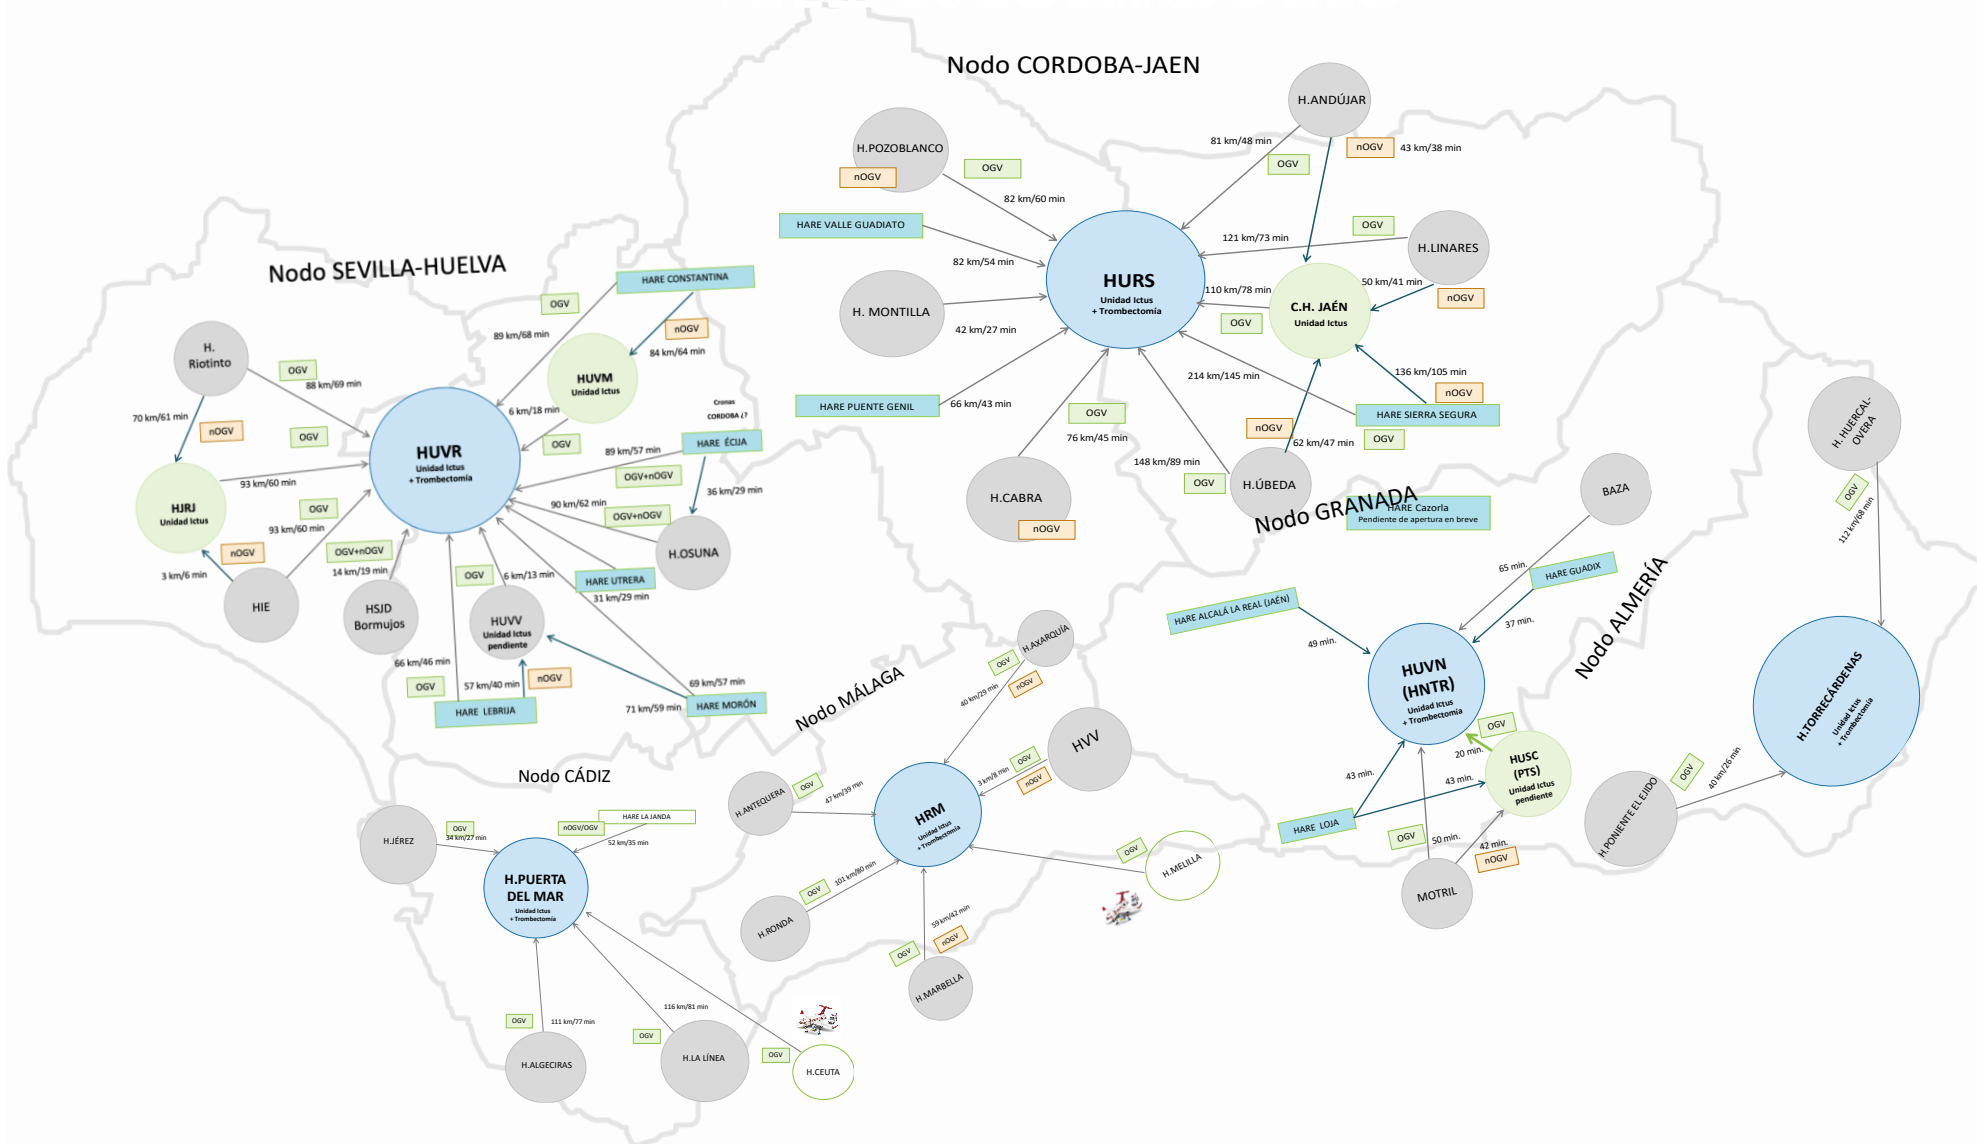 Nodo CORDOBA-JAEN
H.ANDÚJAR
81 km/48 min
OGV
nOGV
43 km/38 min
H.POZOBLANCO
nOGV
OGV
82 km/60 min
HARE VALLE GUADIATO
82 km/54 min
121 km/73 min
OGV
H.LINARES
50 km/41 min
nOGV
HURS
Unidad Ictus
+ Trombectomía
110 km/78 min
OGV
C.H. JAÉN
Unidad Ictus
H. MONTILLA
42 km/27 min
HARE PUENTE GENIL
66 km/43 min
214 km/145 min
136 km/105 min
nOGV
HARE SIERRA SEGURA
OGV
OGV
76 km/45 min
H.CABRA
nOGV
148 km/89 min
OGV
nOGV
62 km/47 min
H.ÚBEDA
HARE Cazorla
Pendiente de apertura en breve
Nodo SEVILLA-HUELVA
HARE CONSTANTINA
OGV
89 km/68 min
nOGV
84 km/64 min
HUVM
Unidad Ictus
H.
Riotinto
OGV
88 km/69 min
70 km/61 min
nOGV
OGV
HUVR
Unidad Ictus
+ Trombectomía
6 km/18 min
OGV
Cronas
CORDOBA ¿?
HARE ÉCIJA
89 km/57 min
OGV+nOGV
36 km/29 min
93 km/60 min
HJRJ
Unidad Ictus
OGV
93 km/60 min
90 km/62 min
OGV+nOGV
H.OSUNA
nOGV
3 km/6 min
HIE
OGV+nOGV
14 km/19 min
HSJD
Bormujos
OGV
6 km/13 min
HARE UTRERA
31 km/29 min
HUVV
Unidad Ictus
pendiente
66 km/46 min
OGV
57 km/40 min
nOGV
HARE LEBRIJA
69 km/57 min
71 km/59 min
HARE MORÓN
Nodo GRANADA
BAZA
65 min.
HARE GUADIX
37 min.
HARE ALCALÁ LA REAL (JAÉN)
49 min.
HUVN
(HNTR)
Unidad Ictus
+ Trombectomía
OGV
20 min.
HUSC
(PTS)
Unidad Ictus
pendiente
43 min.
43 min.
HARE LOJA
OGV
50 min.
42 min.
nOGV
MOTRIL
Nodo ALMERÍA
H. HUERCAL-
OVERA
OGV
112 km/68 min
H.TORRECÁRDENAS
Unidad Ictus
+ Trombectomía
OGV
40 km/26 min
H.PONIENTE EL EJIDO
Nodo MÁLAGA
H.AXARQUÍA
OGV
nOGV
40 km/29 min
HVV
OGV
3 km/8 min
nOGV
H.ANTEQUERA
OGV
47 km/39 min
HRM
Unidad Ictus
+ Trombectomía
OGV
H.MELILLA
OGV
101 km/80 min
H.RONDA
59 km/42 min
OGV
nOGV
H.MARBELLA
Nodo CÁDIZ
H.JÉREZ
OGV
34 km/27 min
HARE LA JANDA
nOGV/OGV
52 km/35 min
H.PUERTA
DEL MAR
Unidad Ictus
+ Trombectomía
OGV
111 km/77 min
H.ALGECIRAS
116 km/81 min
OGV
H.LA LÍNEA
OGV
H.CEUTA